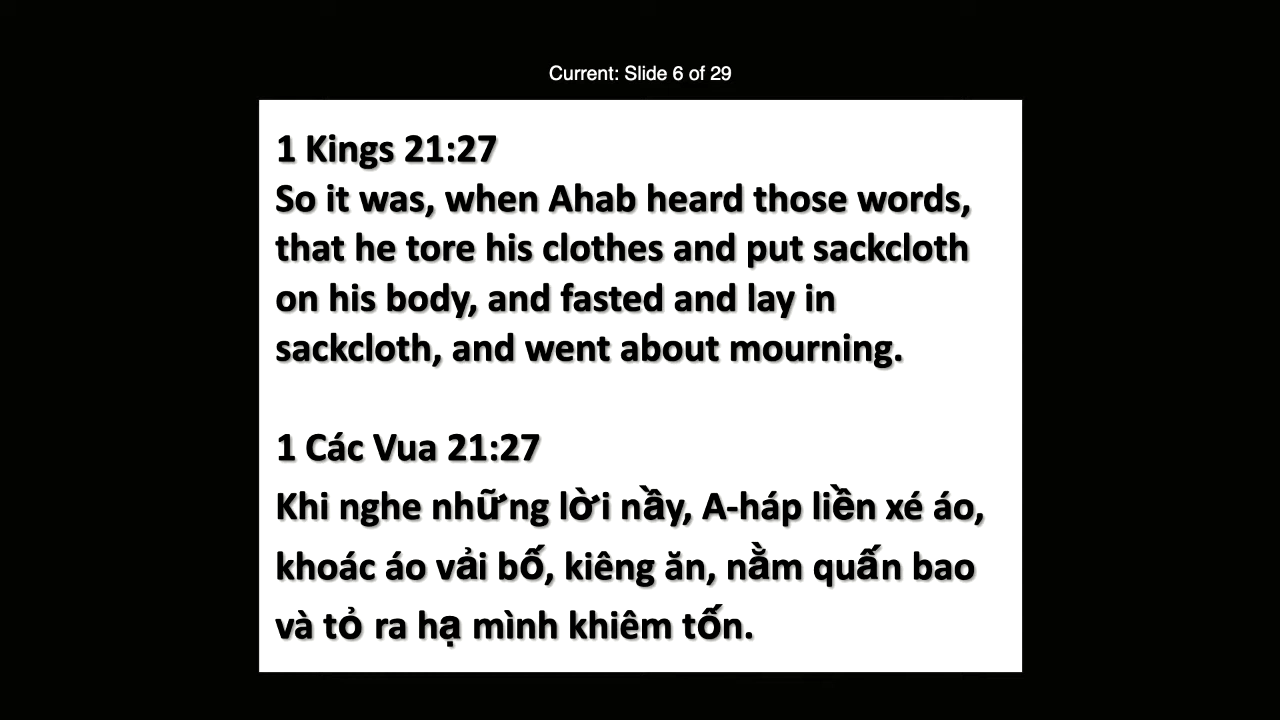 Current: Slide 6 of 29
1 Kings 21:27
So it was, when Ahab heard those words,
that he tore his clothes and put sackcloth
on his body, and fasted and lay in
sackcloth, and went about mourning.
1 Các Vua 21:27
Khi nghe những lời nầy, A-háp liền xé áo,
khoác áo vải bố, kiêng ăn, nằm quấn bao
và tỏ ra hạ mình khiêm tốn.